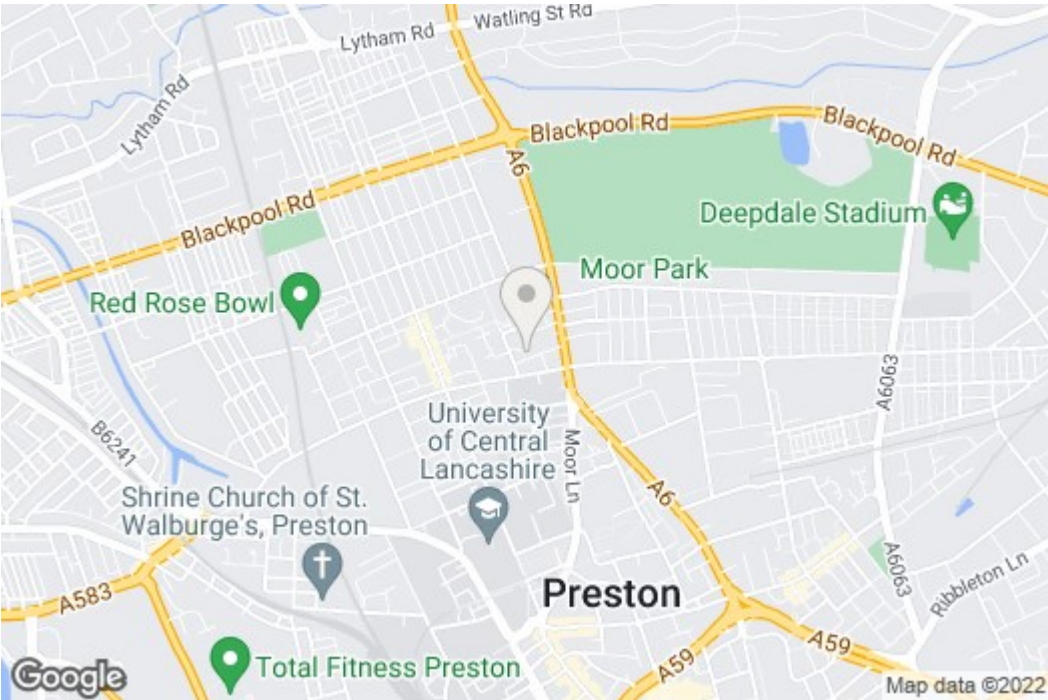 Watling St Rd
Lytham Rd
Lytham Rd
Blackpool Rd
Blackpool Rd
A6
Blackpool Rd
Deepdale Stadium
Moor Park
Red Rose Bowl
A6063
University
of Central
Lancashire
Moor Ln
B6241
A6
Shrine Church of St.
Walburge's, Preston
A6063
Ribbleton Ln
Preston
A583
A59
A59
Total Fitness Preston
Google
Map data ©2022